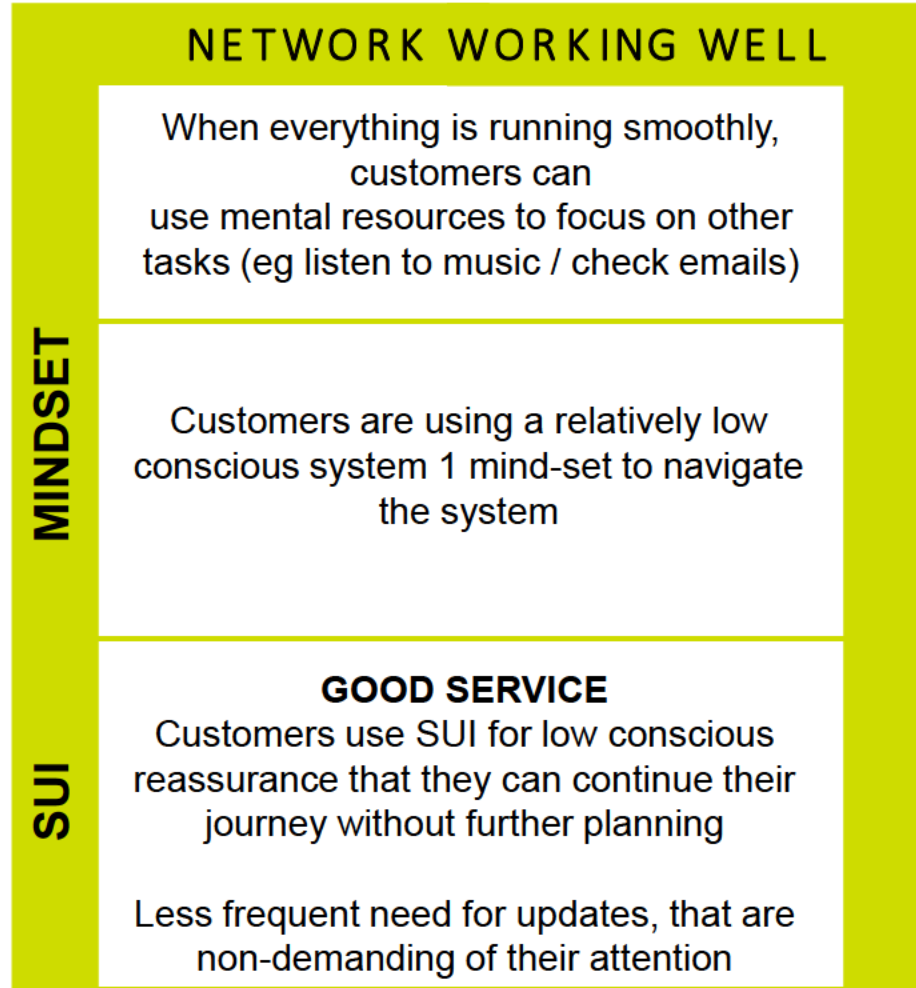 NETWORK WORKING WELL
MINDSET
When everything is running smoothly,
customers can
use mental resources to focus on other
tasks (eg listen to music / check emails)
Customers are using a relatively low
conscious system 1 mind-set to navigate
the system
SUI
GOOD SERVICE
Customers use SUI for low conscious
reassurance that they can continue their
journey without further planning
Less frequent need for updates, that are
non-demanding of their attention